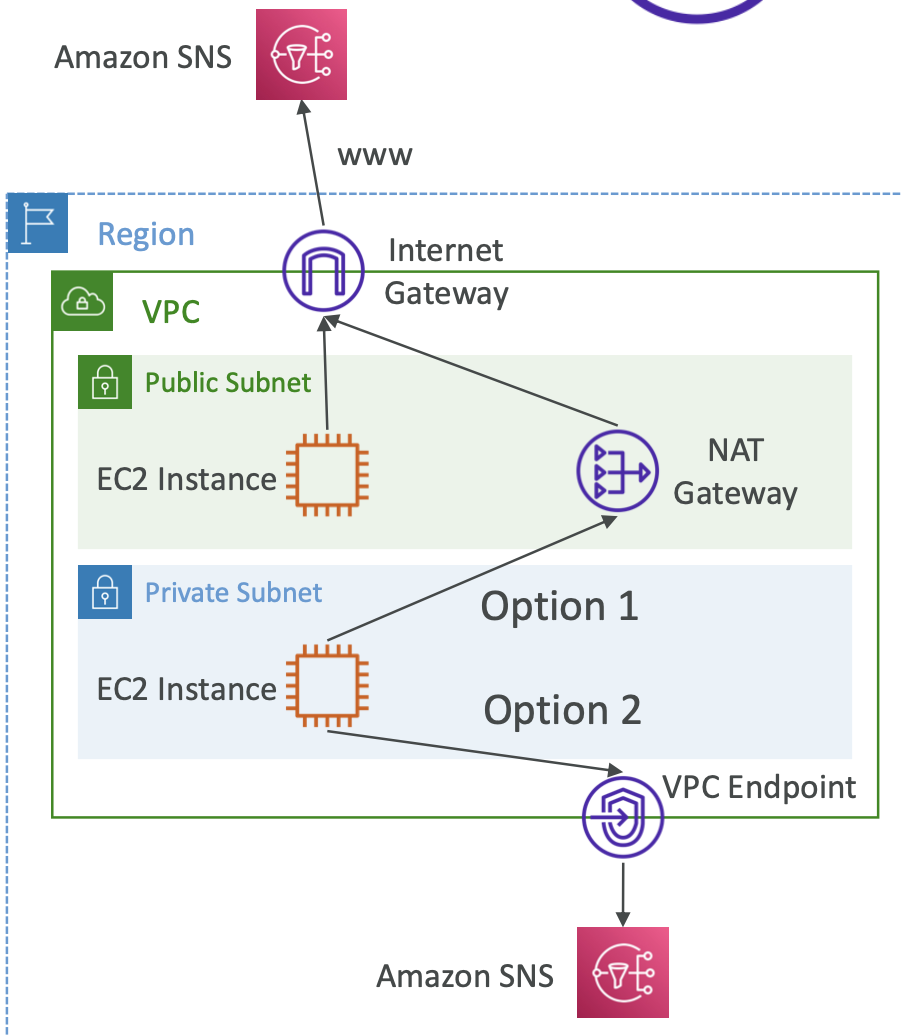 Amazon SNS
www
Region
Internet
Gateway
VPC
Public Subnet
EC2 Instance
NAT
Gateway
Private Subnet
Option 1
EC2 Instance
Option 2
VPC Endpoint
Amazon SNS